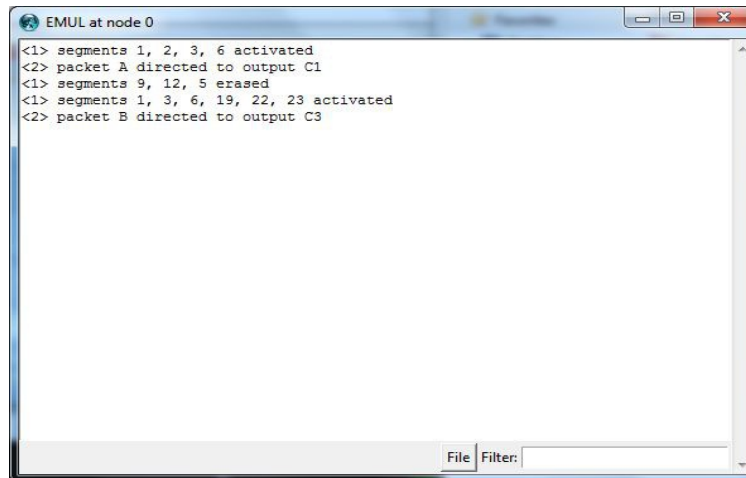 EMUL at node 0
<1> segments 1, 2, 3, 6 activated
<2> packet A directed to output C1
<1> segments 9, 12, 5 erased
<1> segments 1, 3, 6, 19, 22, 23 activated
<2> packet B directed to output C3
File Filter: